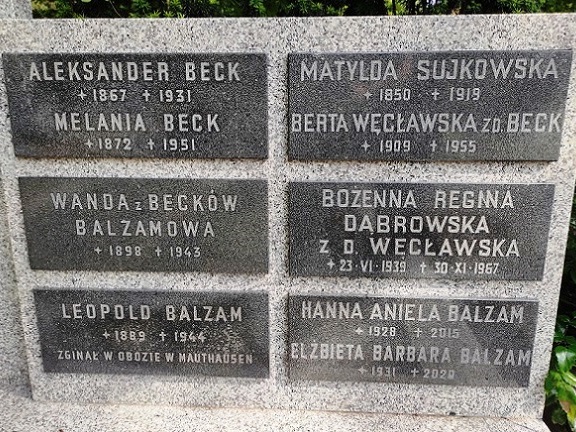 ALEKSANDER BECK
+ 1867 † 1931
MELANIA BECK
+ 1872 † 1951
WANDA z BECKÓW
BALZAMOWA
+ 1898 † 1943
LEOPOLD BALZAM
+ 1889 † 1944
ZGINĄŁ W OBOZIE W MAUTHAUSEN
MATYLDA SUJKOWSKA
+ 1850 † 1919
BERTA WĘCŁAWSKA Z D. BECK
+ 1909 † 1955
BOŻENNA REGINA
DĄBROWSKA
Z D. WĘCŁAWSKA
+ 23·VI·1939 † 30·XI·1967
HANNA ANIELA BALZAM
+ 1928 † 2015
ELŻBIETA BARBARA BALZAM
+ 1931 † 2020